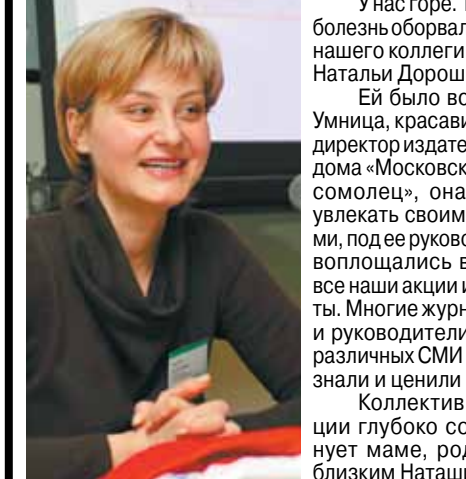 У нас горе.
болезнь оборвал
нашего коллеги
Натальи Дорош
Ей было вс
Умница, красави
директор издате
дома «Московск
сомолец», она
увлекать своим
ми, под ее руково
воплощались в
все наши акции и
ты. Многие журн
и руководители
различных СМИ
знали и ценили
Коллектив
ции глубоко со
нует маме, род
близким Наташи